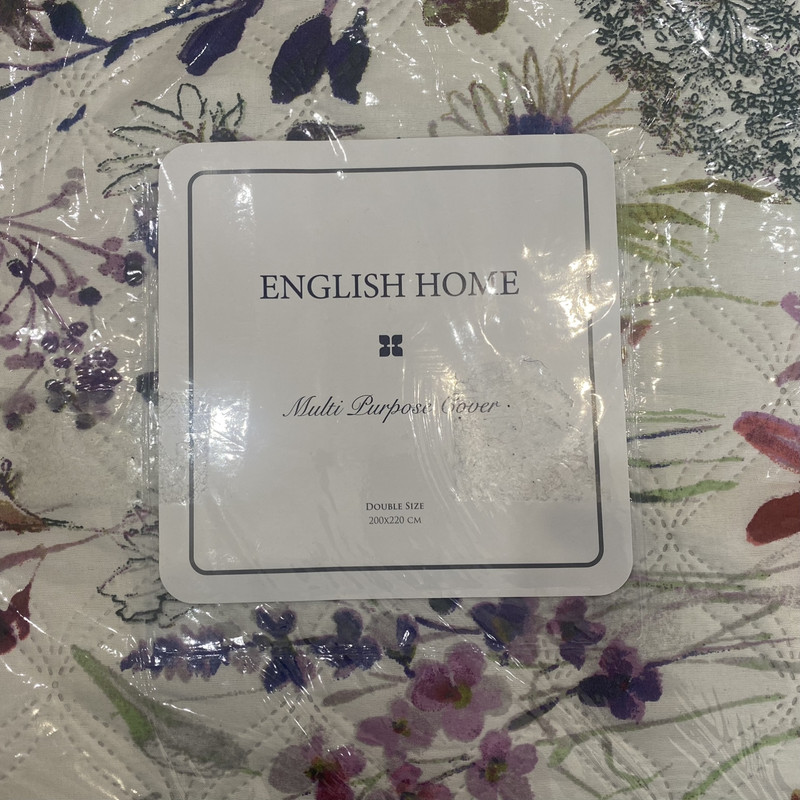 ENGLISH HOME
Multi Purpose Cover
DOUBLE SIZE
200X220 CM